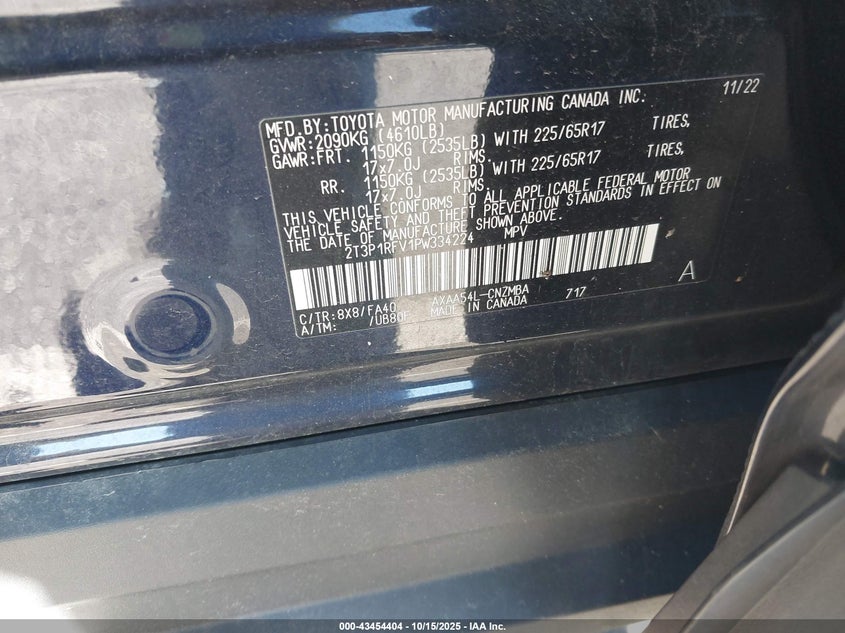 MFD.BY:TOYOTA MOTOR MANUFACTURING CANADA INC. 11/22
GVWR:2090KG (4610LB)
GAWR:FRT. 1150KG (2535LB) WITH 225/65R17 TIRES,
17x7.0J RIMS.
RR. 1150KG (2535LB) WITH 225/65R17 TIRES,
17x7.0J RIMS.
THIS VEHICLE CONFORMS TO ALL APPLICABLE FEDERAL MOTOR
VEHICLE SAFETY AND THEFT PREVENTION STANDARDS IN EFFECT ON
THE DATE OF MANUFACTURE SHOWN ABOVE.
2T3P1RFV1PW334224 MPV
A
C/TR:8X8/FA40 AXAA54L-CNZMBA 717
A/TM: /UB80F MADE IN CANADA
000-43454404 - 10/15/2025 - IAA Inc.